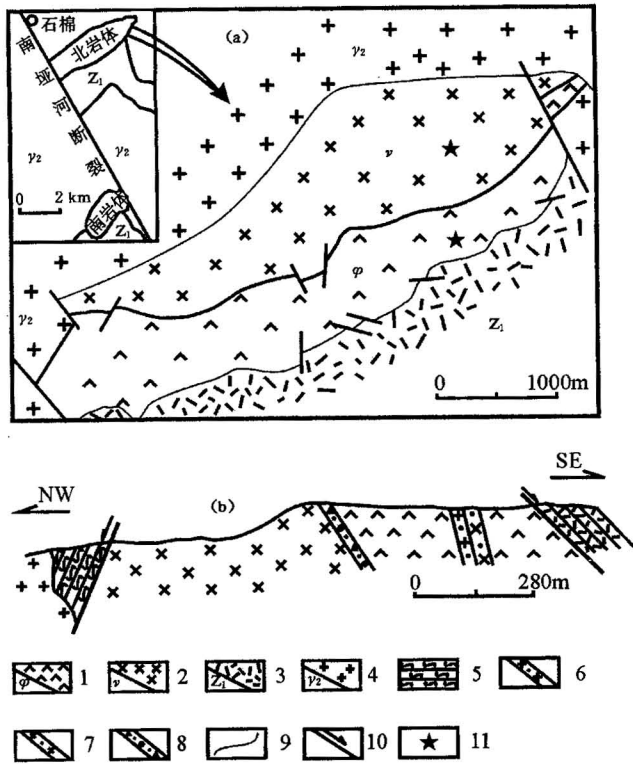 石棉
北岩体
南垭河断裂
Z₁
γ₂
γ₂
南岩体
Z₁
0 2 km
(a)
γ₂
ν
φ
γ₂
Z₁
0 1000m
NW
(b)
SE
0 280m
φ 1
ν 2
Z₁ 3
γ₂ 4
5
6
7
8
9
10
11